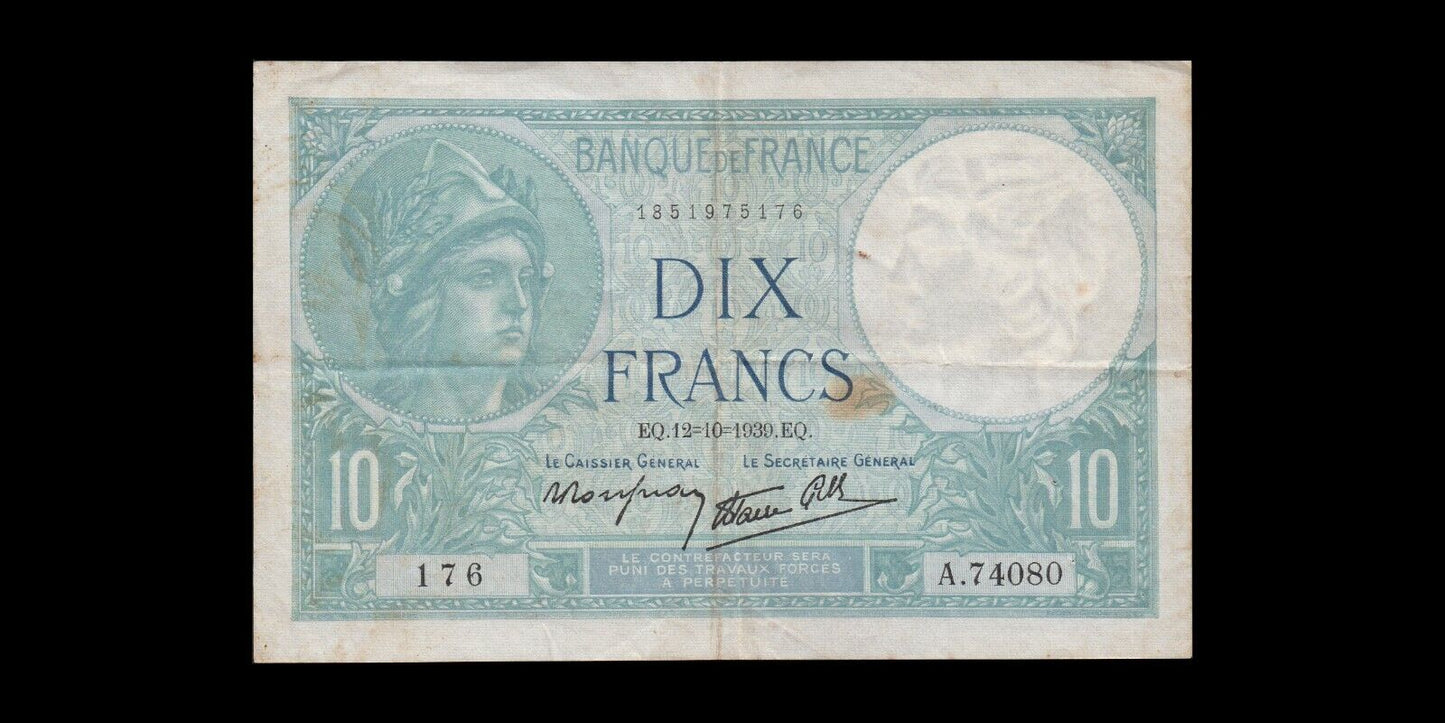 BANQUE DE FRANCE
1851975176
DIX
FRANCS
EQ.12=10=1939.EQ.
LE CAISSIER GÉNÉRAL LE SECRÉTAIRE GÉNÉRAL
10 10
176 LE CONTREFACTEUR SERA A.74080
PUNI DES TRAVAUX FORCÉS
À PERPÉTUITÉ